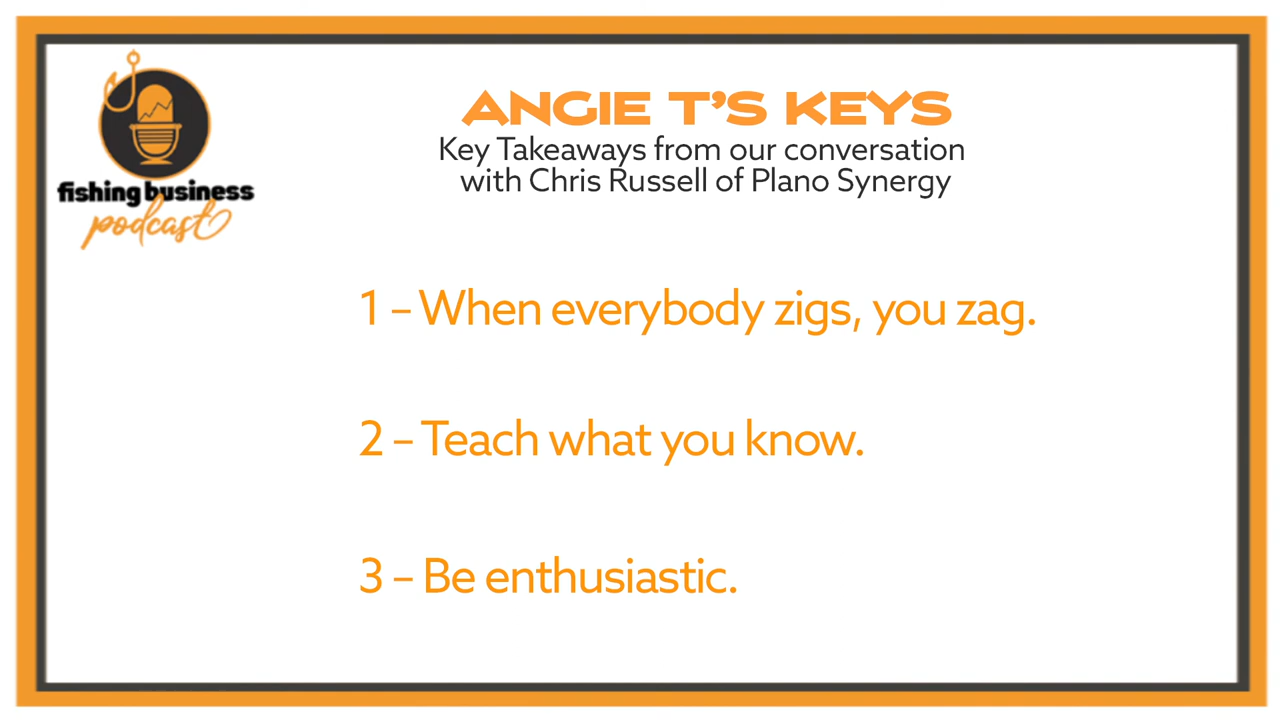 fishing business
podcast
ANGIE T'S KEYS
Key Takeaways from our conversation
with Chris Russell of Plano Synergy
1 – When everybody zigs, you zag.
2 – Teach what you know.
3 – Be enthusiastic.